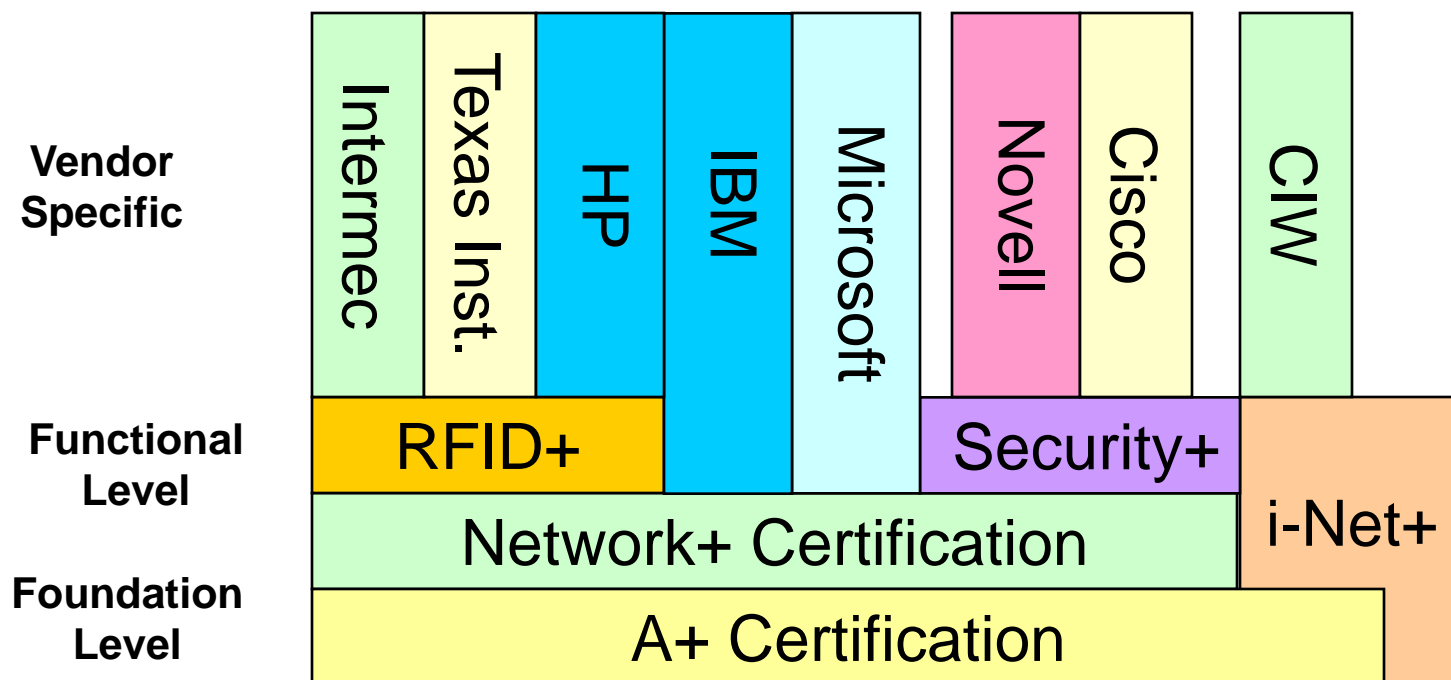 Vendor
Specific
Intermec
Texas Inst.
HP
IBM
Microsoft
Novell
Cisco
CIW
Functional
Level
RFID+
Security+
i-Net+
Network+ Certification
Foundation
Level
A+ Certification